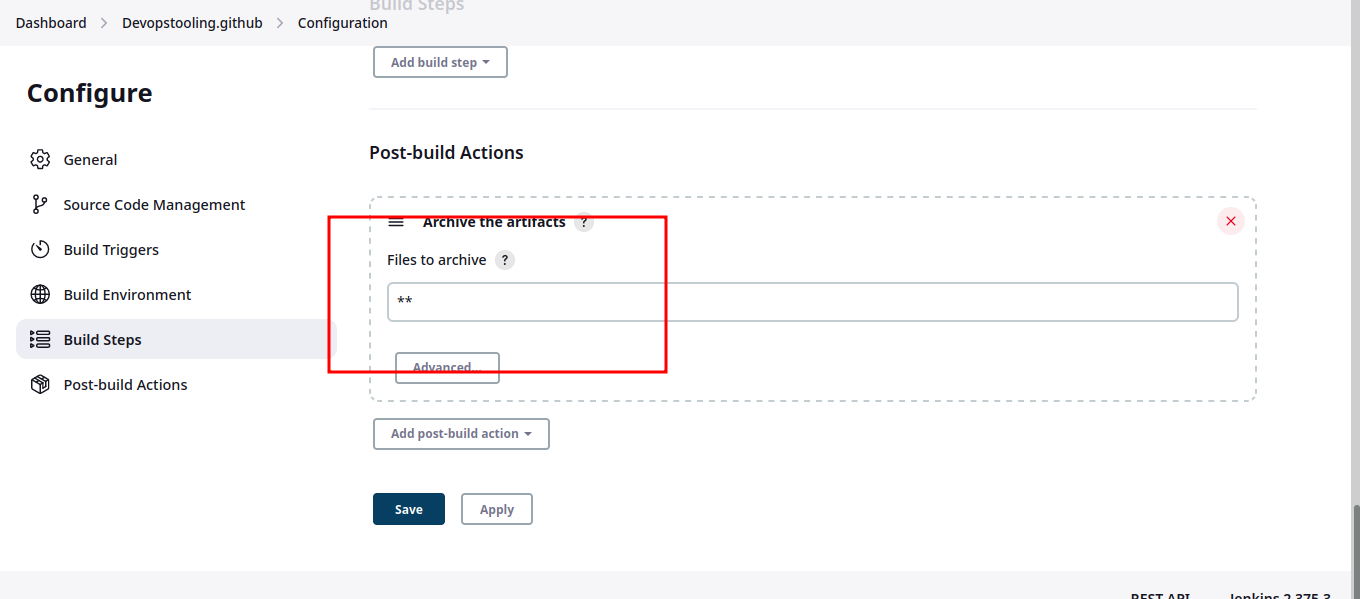 Build Steps
Dashboard > Devopstooling.github > Configuration
Add build step
Configure
General
Source Code Management
Build Triggers
Build Environment
Build Steps
Post-build Actions
Post-build Actions
Archive the artifacts ?
Files to archive ?
**
Advanced...
Add post-build action
Save Apply
REST API Jenkins 2.375.3